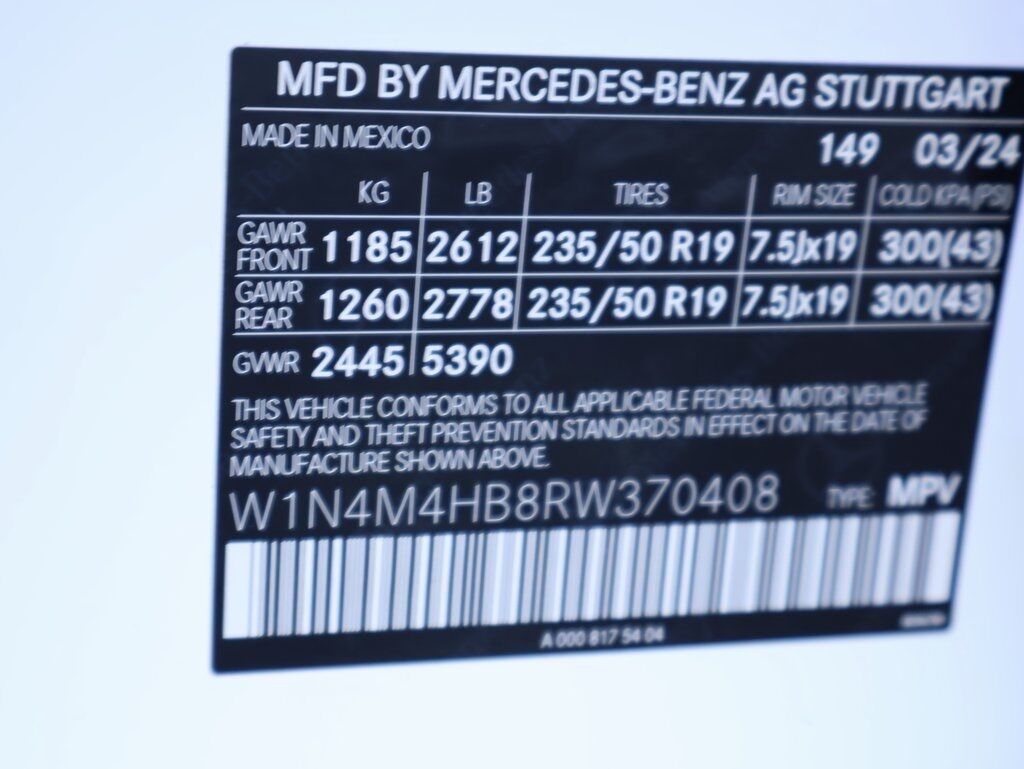 MFD BY MERCEDES-BENZ AG STUTTGART
MADE IN MEXICO 149 03/24
KG LB TIRES RIM SIZE COLD KPA(PSI)
GAWR FRONT 1185 2612 235/50 R19 7.5Jx19 300(43)
GAWR REAR 1260 2778 235/50 R19 7.5Jx19 300(43)
GVWR 2445 5390
THIS VEHICLE CONFORMS TO ALL APPLICABLE FEDERAL MOTOR VEHICLE
SAFETY AND THEFT PREVENTION STANDARDS IN EFFECT ON THE DATE OF
MANUFACTURE SHOWN ABOVE.
W1N4M4HB8RW370408 TYPE: MPV
A 000 817 54 04